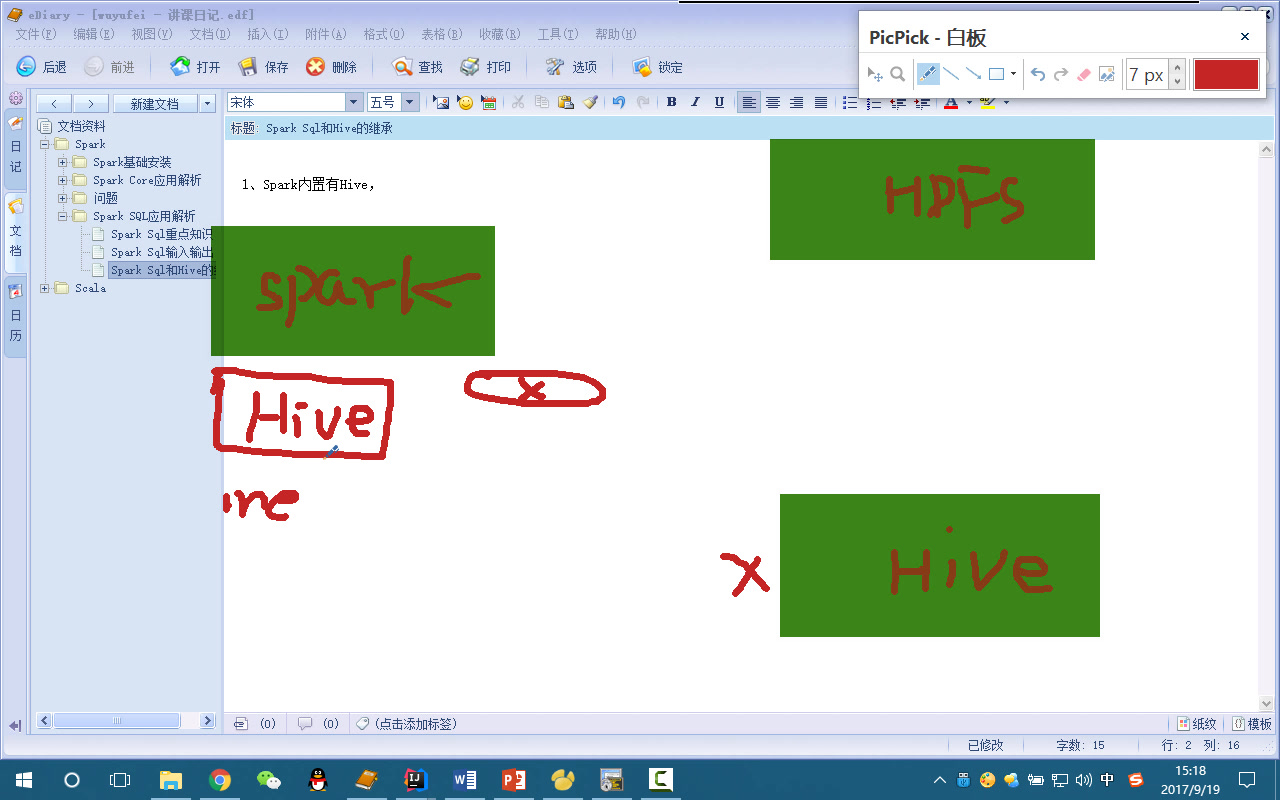 eDiary - [wuyufei - 讲课日记.edf]
文件(F) 编辑(E) 视图(V) 文档(D) 插入(I) 附件(A) 格式(O) 表格(B) 收藏(R) 工具(T) 帮助(H)
后退 前进 打开 保存 删除 查找 打印 选项 锁定
PicPick - 白板
7 px
新建文档
宋体 五号
B I U
标题: Spark Sql和Hive的继承
日记
文档
日历
文档资料
Spark
Spark基础安装
Spark Core应用解析
问题
Spark SQL应用解析
Spark Sql重点知识
Spark Sql输入输出
Spark Sql和Hive的
Scala
1、Spark内置有Hive,
HDFS
spark
Hive
x
x
Hive
(0) (0) (点击添加标签) 纸纹 模板
已修改 字数: 15 行: 2 列: 16
中
15:18
2017/9/19